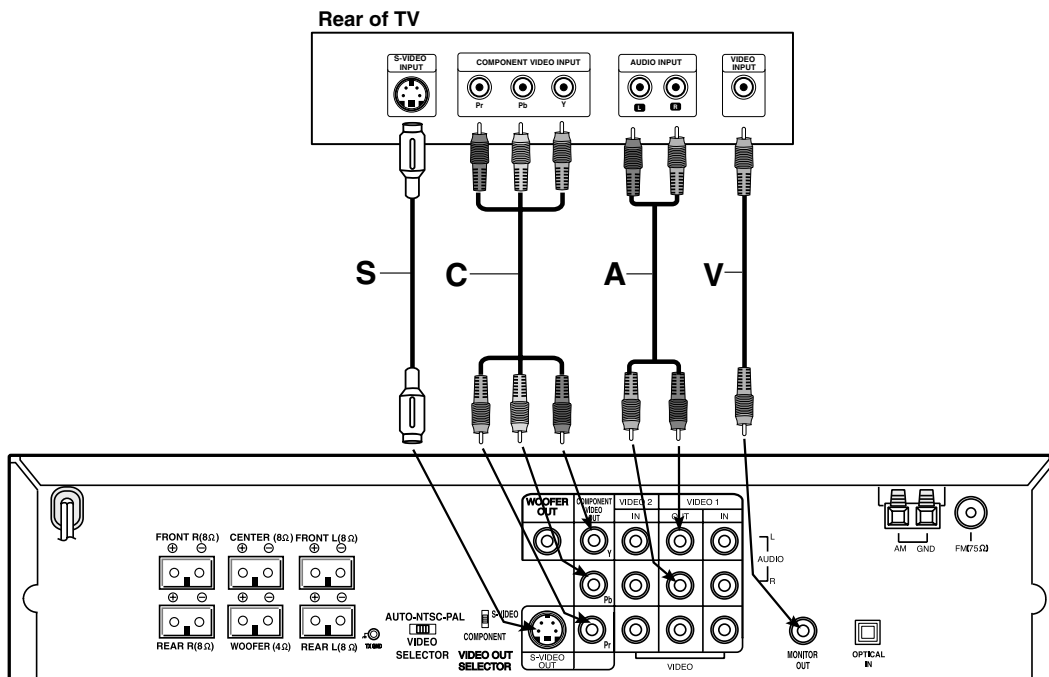 Rear of TV
S-VIDEO
INPUT
COMPONENT VIDEO INPUT
Pr
Pb
Y
AUDIO INPUT
L
R
VIDEO
INPUT
S
C
A
V
WOOFER
OUT
COMPONENT
VIDEO
OUT
VIDEO 2
IN
VIDEO 1
OUT
IN
Y
Pb
Pr
L
AUDIO
R
AM
GND
FM(75Ω)
FRONT R(8Ω)
CENTER (8Ω)
FRONT L(8Ω)
REAR R(8Ω)
WOOFER (4Ω)
REAR L(8Ω)
AUTO-NTSC-PAL
VIDEO
SELECTOR
S-VIDEO
COMPONENT
VIDEO OUT
SELECTOR
S-VIDEO
OUT
VIDEO
MONITOR
OUT
OPTICAL
IN